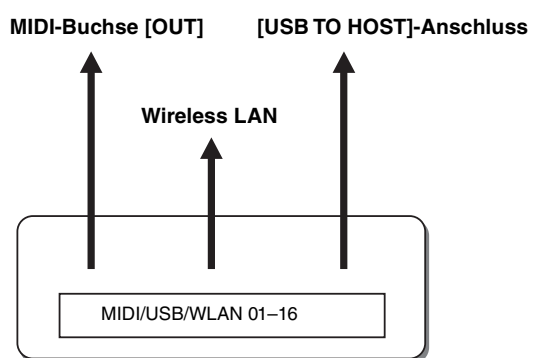 MIDI-Buchse [OUT]
[USB TO HOST]-Anschluss
Wireless LAN
MIDI/USB/WLAN 01–16